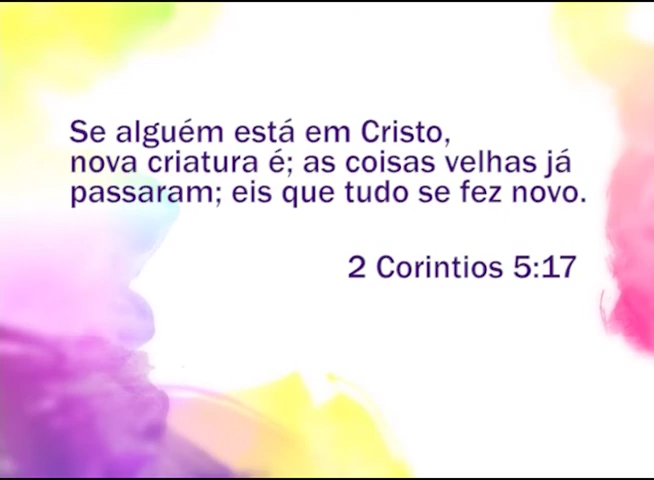 Se alguém está em Cristo,
nova criatura é; as coisas velhas já
passaram; eis que tudo se fez novo.
2 Corintios 5:17